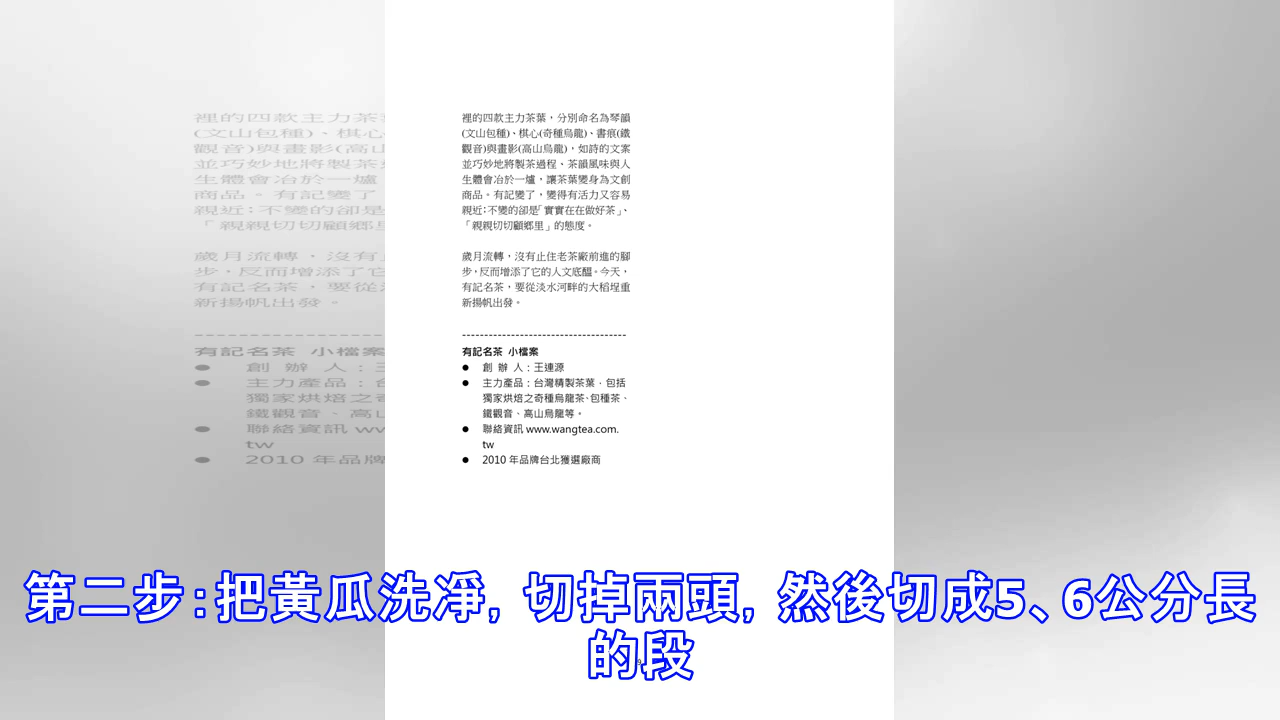 裡的四款主力茶葉，分別命名為琴韻
(文山包種)、棋心(奇種烏龍)、書痕(鐵
觀音)與畫影(高山烏龍)，如詩的文案
並巧妙地將製茶過程、茶韻風味與人
生體會冶於一爐，讓茶葉變身為文創
商品。有記變了，變得有活力又容易
親近；不變的卻是「實實在在做好茶」、
「親親切切顧鄉里」的態度。
歲月流轉，沒有止住老茶廠前進的腳
步，反而增添了它的人文底醞。今天，
有記名茶，要從淡水河畔的大稻埕重
新揚帆出發。
-------------------------------------
有記名茶 小檔案
● 創 辦 人：王連源
● 主力產品：台灣精製茶葉，包括
獨家烘焙之奇種烏龍茶、包種茶、
鐵觀音、高山烏龍等。
● 聯絡資訊 www.wangtea.com.
tw
● 2010 年品牌台北獲選廠商
第二步:把黃瓜洗凈, 切掉兩頭, 然後切成5、6公分長
的段
9